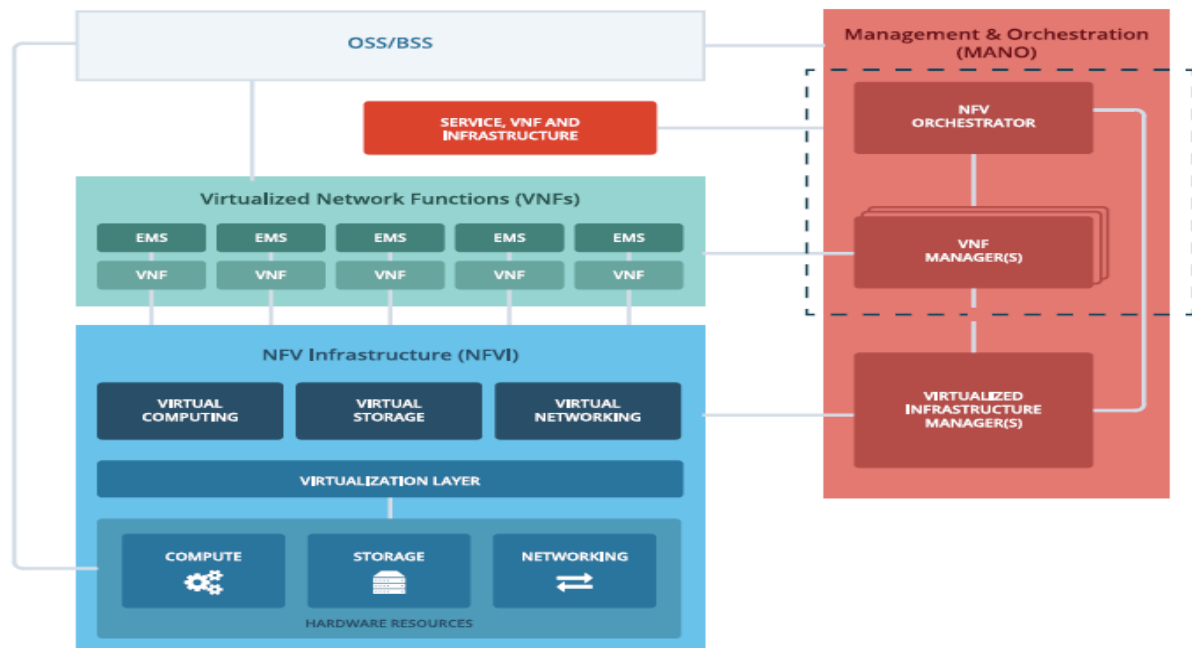 OSS/BSS
Management & Orchestration
(MANO)
SERVICE, VNF AND
INFRASTRUCTURE
NFV
ORCHESTRATOR
Virtualized Network Functions (VNFs)
EMS
EMS
EMS
EMS
EMS
VNF
VNF
VNF
VNF
VNF
VNF
MANAGER(S)
NFV Infrastructure (NFVI)
VIRTUAL
COMPUTING
VIRTUAL
STORAGE
VIRTUAL
NETWORKING
VIRTUALIZED
INFRASTRUCTURE
MANAGER(S)
VIRTUALIZATION LAYER
COMPUTE
STORAGE
NETWORKING
HARDWARE RESOURCES